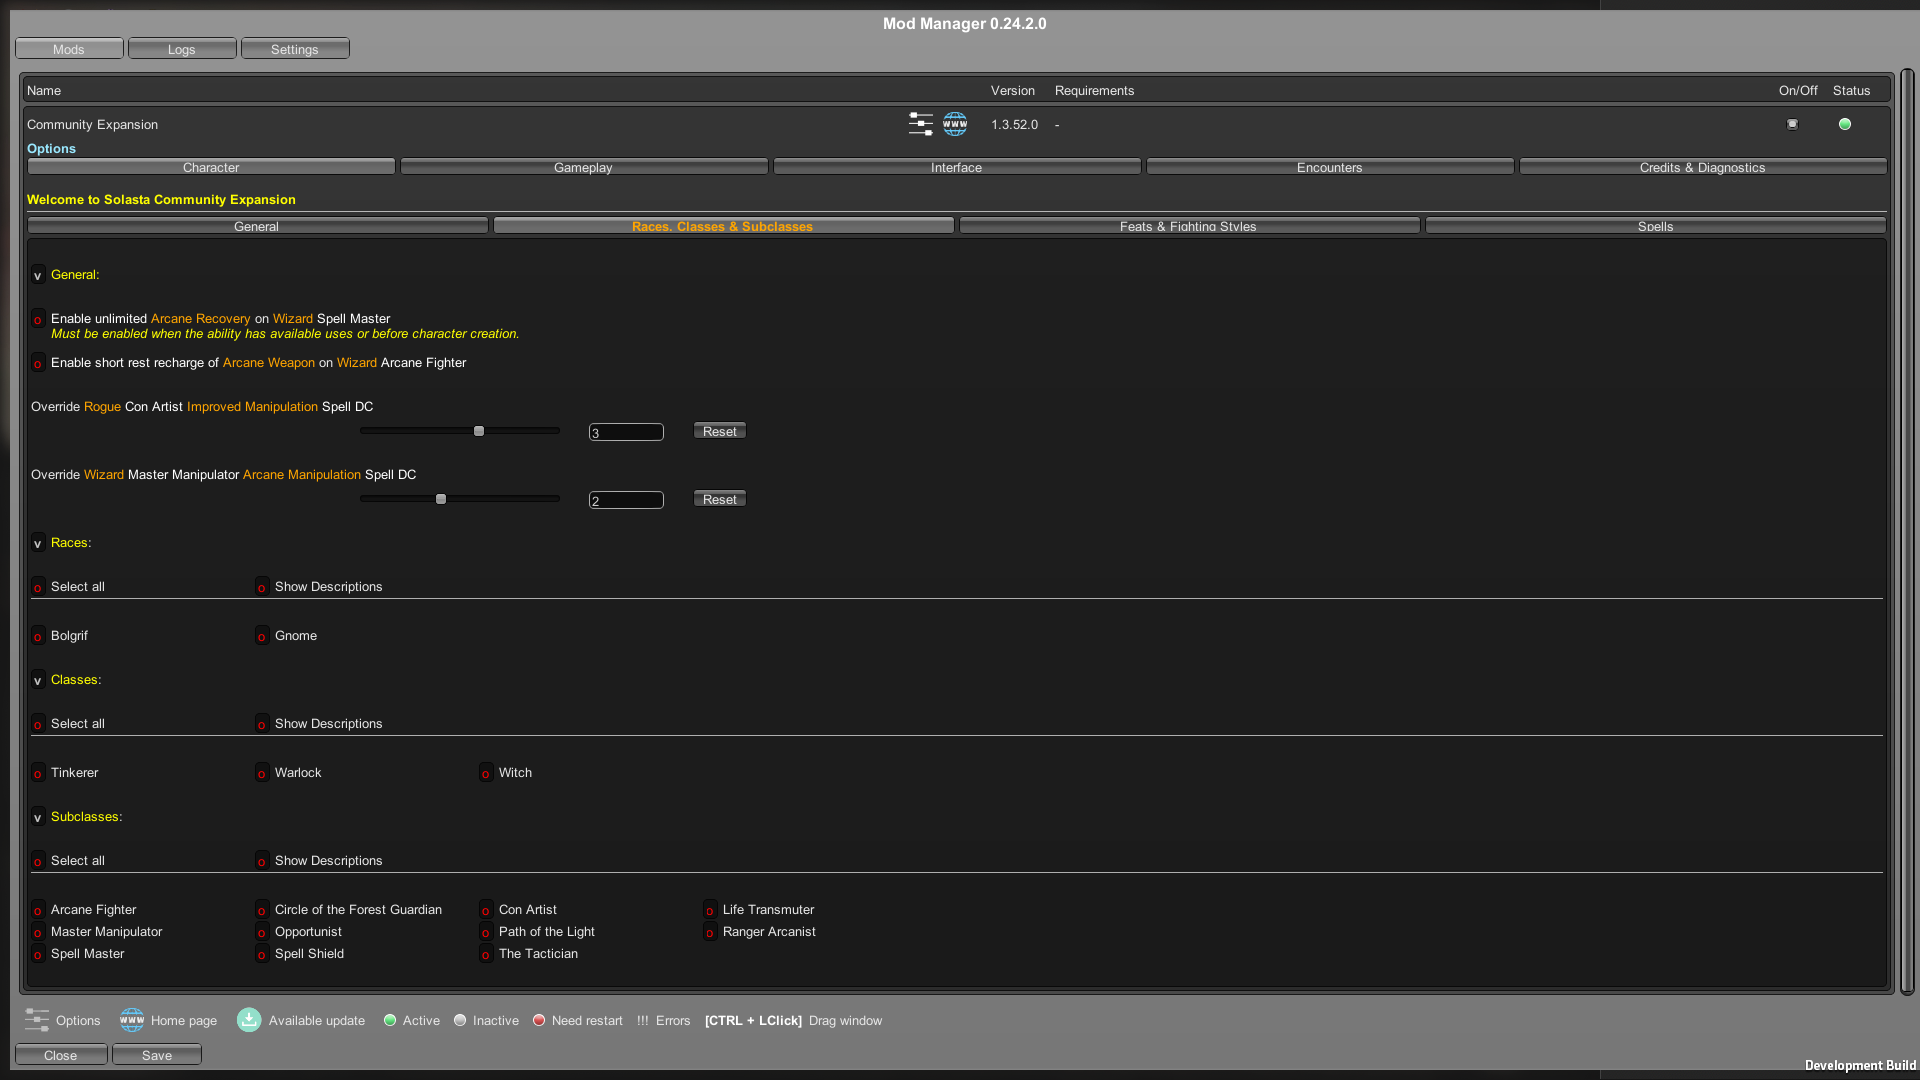 Mod Manager 0.24.2.0
Mods Logs Settings
Name Version Requirements On/Off Status
Community Expansion www 1.3.52.0 -
Options
Character Gameplay Interface Encounters Credits & Diagnostics
Welcome to Solasta Community Expansion
General Races, Classes & Subclasses Feats & Fighting Styles Spells
v General:
o Enable unlimited Arcane Recovery on Wizard Spell Master
Must be enabled when the ability has available uses or before character creation.
o Enable short rest recharge of Arcane Weapon on Wizard Arcane Fighter
Override Rogue Con Artist Improved Manipulation Spell DC
3 Reset
Override Wizard Master Manipulator Arcane Manipulation Spell DC
2 Reset
v Races:
o Select all o Show Descriptions
o Bolgrif o Gnome
v Classes:
o Select all o Show Descriptions
o Tinkerer o Warlock o Witch
v Subclasses:
o Select all o Show Descriptions
o Arcane Fighter o Circle of the Forest Guardian o Con Artist o Life Transmuter
o Master Manipulator o Opportunist o Path of the Light o Ranger Arcanist
o Spell Master o Spell Shield o The Tactician
Options www Home page Available update Active Inactive Need restart !!! Errors [CTRL + LClick] Drag window
Close Save
Development Build